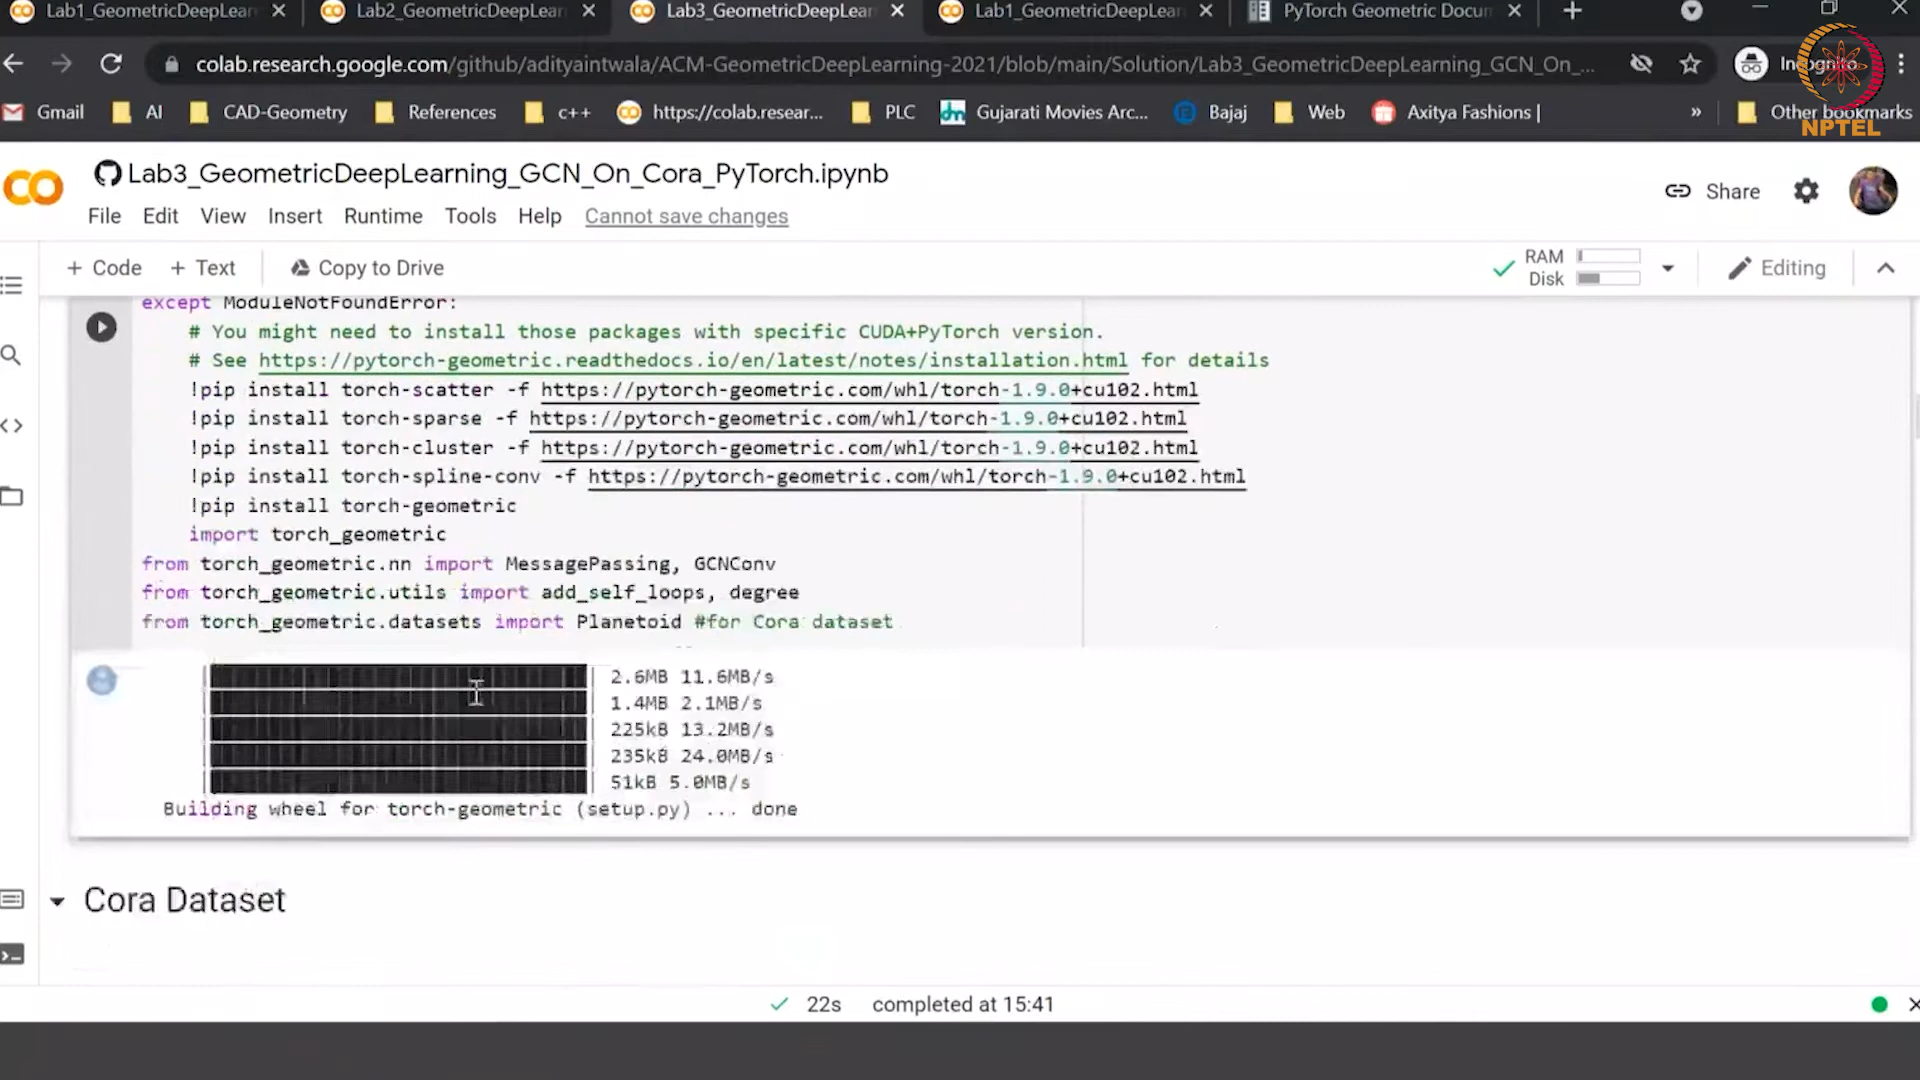 Lab1_GeometricDeepLear
Lab2_GeometricDeepLear
Lab3_GeometricDeepLear
Lab1_GeometricDeepLear
PyTorch Geometric Docu
colab.research.google.com/github/adityaintwala/ACM-GeometricDeepLearning-2021/blob/main/Solution/Lab3_GeometricDeepLearning_GCN_On_...
NPTEL
Gmail
AI
CAD-Geometry
References
c++
https://colab.resear...
PLC
Gujarati Movies Arc...
Bajaj
Web
Axitya Fashions |
»
Other bookmarks
Lab3_GeometricDeepLearning_GCN_On_Cora_PyTorch.ipynb
Share
File Edit View Insert Runtime Tools Help Cannot save changes
+ Code + Text Copy to Drive
RAM
Disk
Editing
except ModuleNotFoundError:
# You might need to install those packages with specific CUDA+PyTorch version.
# See https://pytorch-geometric.readthedocs.io/en/latest/notes/installation.html for details
!pip install torch-scatter -f https://pytorch-geometric.com/whl/torch-1.9.0+cu102.html
!pip install torch-sparse -f https://pytorch-geometric.com/whl/torch-1.9.0+cu102.html
!pip install torch-cluster -f https://pytorch-geometric.com/whl/torch-1.9.0+cu102.html
!pip install torch-spline-conv -f https://pytorch-geometric.com/whl/torch-1.9.0+cu102.html
!pip install torch-geometric
import torch_geometric
from torch_geometric.nn import MessagePassing, GCNConv
from torch_geometric.utils import add_self_loops, degree
from torch_geometric.datasets import Planetoid #for Cora dataset
2.6MB 11.6MB/s
1.4MB 2.1MB/s
225kB 13.2MB/s
235kB 24.0MB/s
51kB 5.0MB/s
Building wheel for torch-geometric (setup.py) ... done
Cora Dataset
22s completed at 15:41